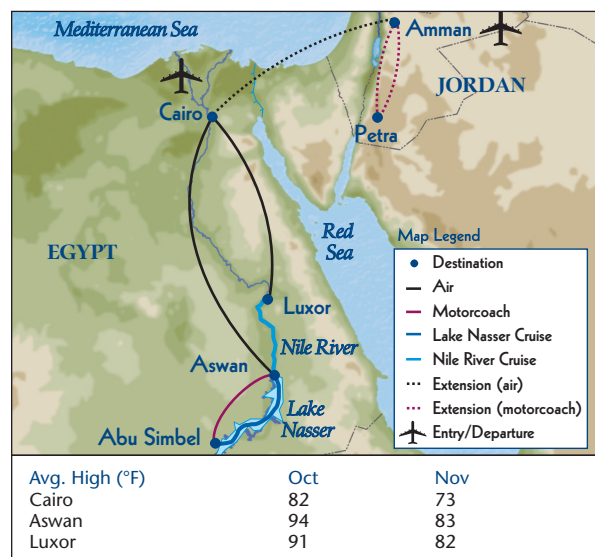 Mediterranean Sea
Amman
JORDAN
Cairo
Petra
EGYPT
Red
Sea
Luxor
Nile River
Aswan
Lake
Nasser
Abu Simbel
Map Legend
Destination
Air
Motorcoach
Lake Nasser Cruise
Nile River Cruise
Extension (air)
Extension (motorcoach)
Entry/Departure
Avg. High (°F) Oct Nov
Cairo 82 73
Aswan 94 83
Luxor 91 82